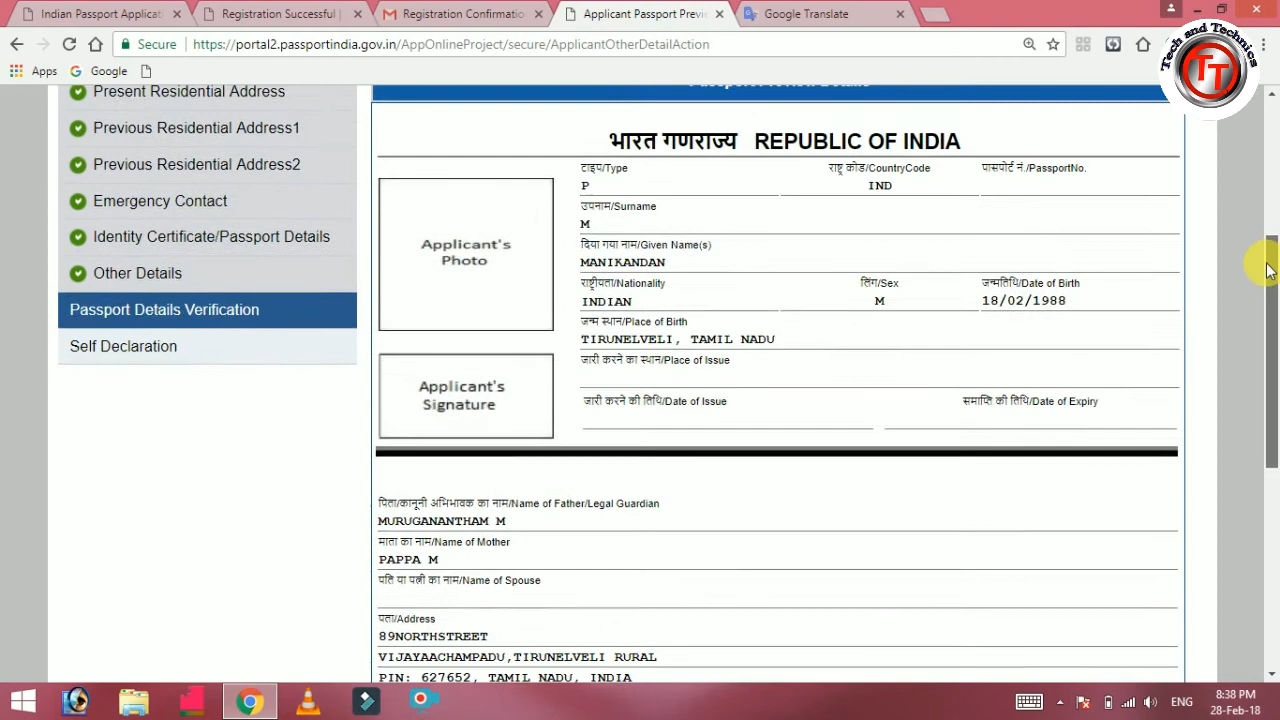 Indian Passport Applicat
Registration Successful |
Registration Confirmatio
Applicant Passport Previ
Google Translate
Secure
https://portal2.passportindia.gov.in/AppOnlineProject/secure/ApplicantOtherDetailAction
Apps
Google
Tech and Technics
TT
Present Residential Address
Previous Residential Address1
Previous Residential Address2
Emergency Contact
Identity Certificate/Passport Details
Other Details
Passport Details Verification
Self Declaration
भारत गणराज्य REPUBLIC OF INDIA
Applicant's
Photo
Applicant's
Signature
टाइप/Type
राष्ट्र कोड/CountryCode
पासपोर्ट नं./PassportNo.
P
IND
उपनाम/Surname
M
दिया गया नाम/Given Name(s)
MANIKANDAN
राष्ट्रीयता/Nationality
लिंग/Sex
जन्मतिथि/Date of Birth
INDIAN
M
18/02/1988
जन्म स्थान/Place of Birth
TIRUNELVELI, TAMIL NADU
जारी करने का स्थान/Place of Issue
जारी करने की तिथि/Date of Issue
समाप्ति की तिथि/Date of Expiry
पिता/कानूनी अभिभावक का नाम/Name of Father/Legal Guardian
MURUGANANTHAM M
माता का नाम/Name of Mother
PAPPA M
पति या पत्नी का नाम/Name of Spouse
पता/Address
89NORTHSTREET
VIJAYAACHAMPADU,TIRUNELVELI RURAL
PIN: 627652, TAMIL NADU, INDIA
ENG
8:38 PM
28-Feb-18